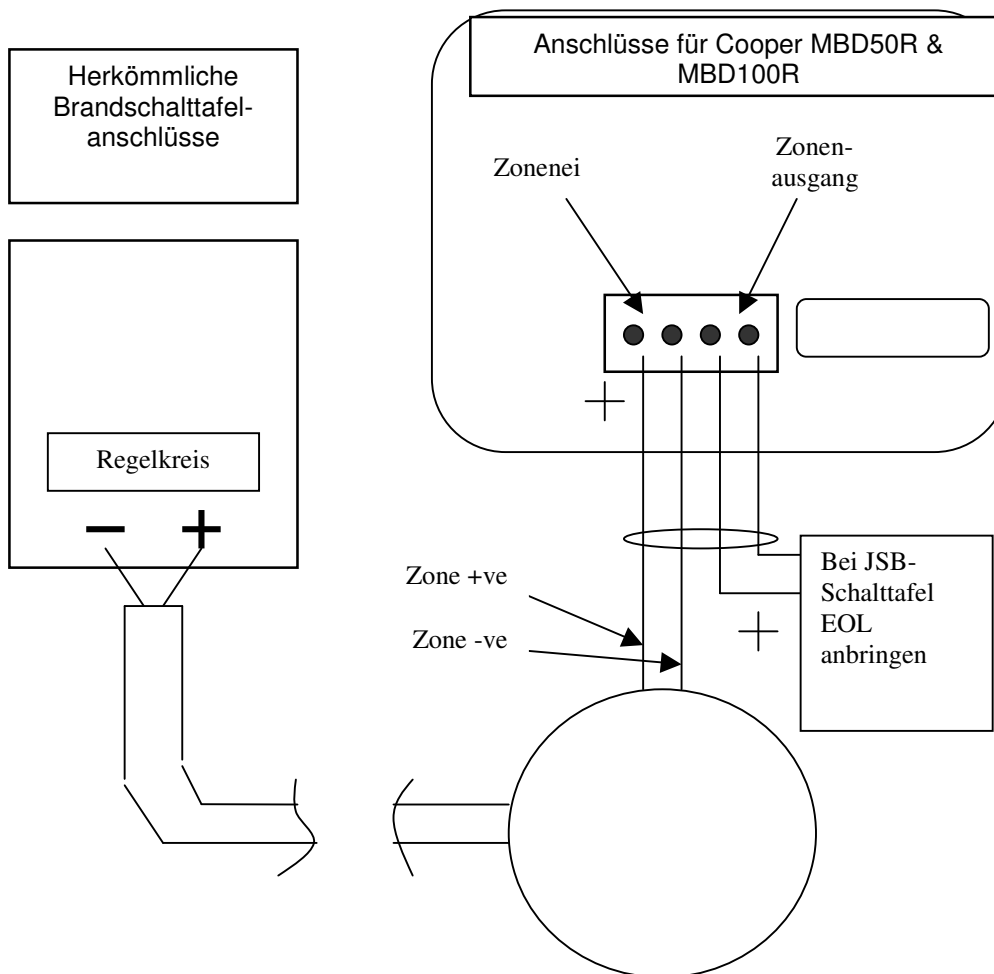 Herkömmliche
Brandschalttafel-
anschlüsse
Anschlüsse für Cooper MBD50R &
MBD100R
Zonenei
Zonen-
ausgang
Regelkreis
Zone +ve
Zone -ve
Bei JSB-
Schalttafel
EOL
anbringen